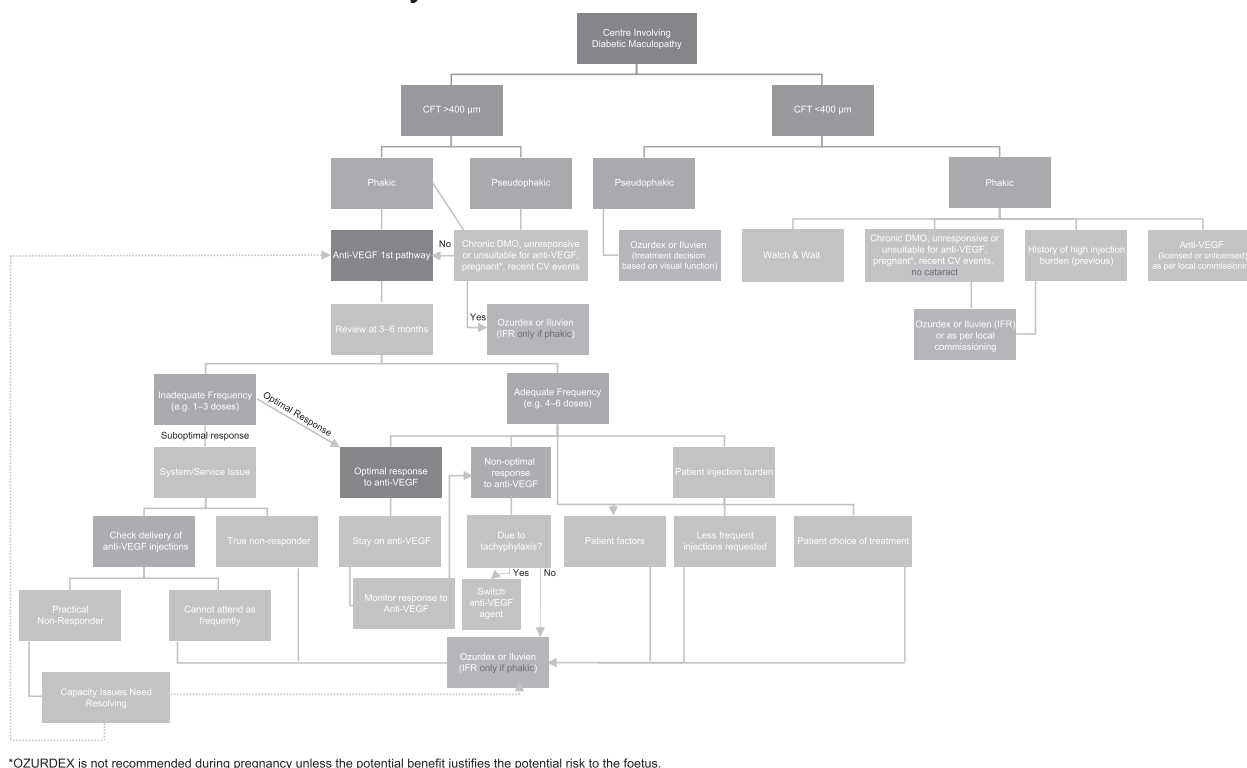 Centre Involving
Diabetic Maculopathy
CFT >400 µm
CFT <400 µm
Phakic
Pseudophakic
Pseudophakic
Phakic
Anti-VEGF 1st pathway
No
Chronic DMO, unresponsive
or unsuitable for anti-VEGF,
pregnant*, recent CV events
Ozurdex or Iluvien
(treatment decision
based on visual function)
Watch & Wait
Chronic DMO, unresponsive or
unsuitable for anti-VEGF,
pregnant*, recent CV events,
no cataract
History of high injection
burden (previous)
Anti-VEGF
(licensed or unlicensed)
as per local commissioning
Review at 3–6 months
Yes
Ozurdex or Iluvien
(IFR only if phakic)
Ozurdex or Iluvien (IFR)
or as per local
commissioning
Inadequate Frequency
(e.g. 1–3 doses)
Optimal Response
Adequate Frequency
(e.g. 4–6 doses)
Suboptimal response
System/Service Issue
Optimal response
to anti-VEGF
Non-optimal
response
to anti-VEGF
Patient injection burden
Check delivery of
anti-VEGF injections
True non-responder
Stay on anti-VEGF
Due to
tachyphylaxis?
Patient factors
Less frequent
injections requested
Patient choice of treatment
Yes
No
Practical
Non-Responder
Cannot attend as
frequently
Monitor response to
Anti-VEGF
Switch
anti-VEGF
agent
Ozurdex or Iluvien
(IFR only if phakic)
Capacity Issues Need
Resolving
*OZURDEX is not recommended during pregnancy unless the potential benefit justifies the potential risk to the foetus.